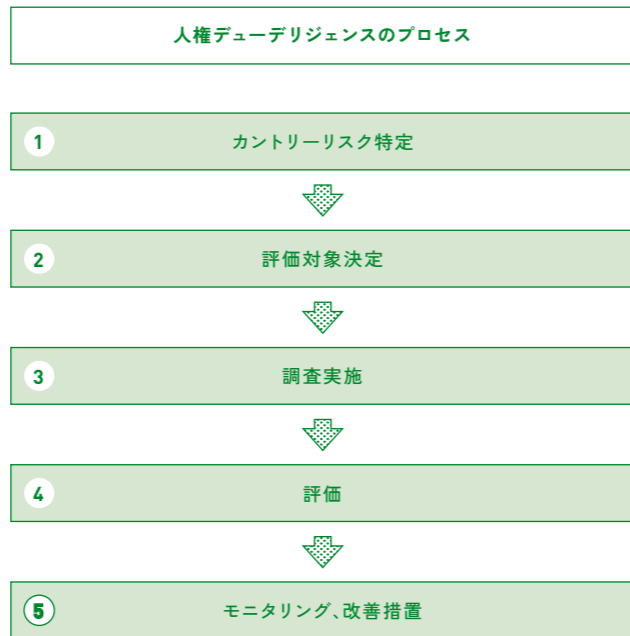 人権デューデリジェンスのプロセス
1 カントリーリスク特定
2 評価対象決定
3 調査実施
4 評価
5 モニタリング、改善措置